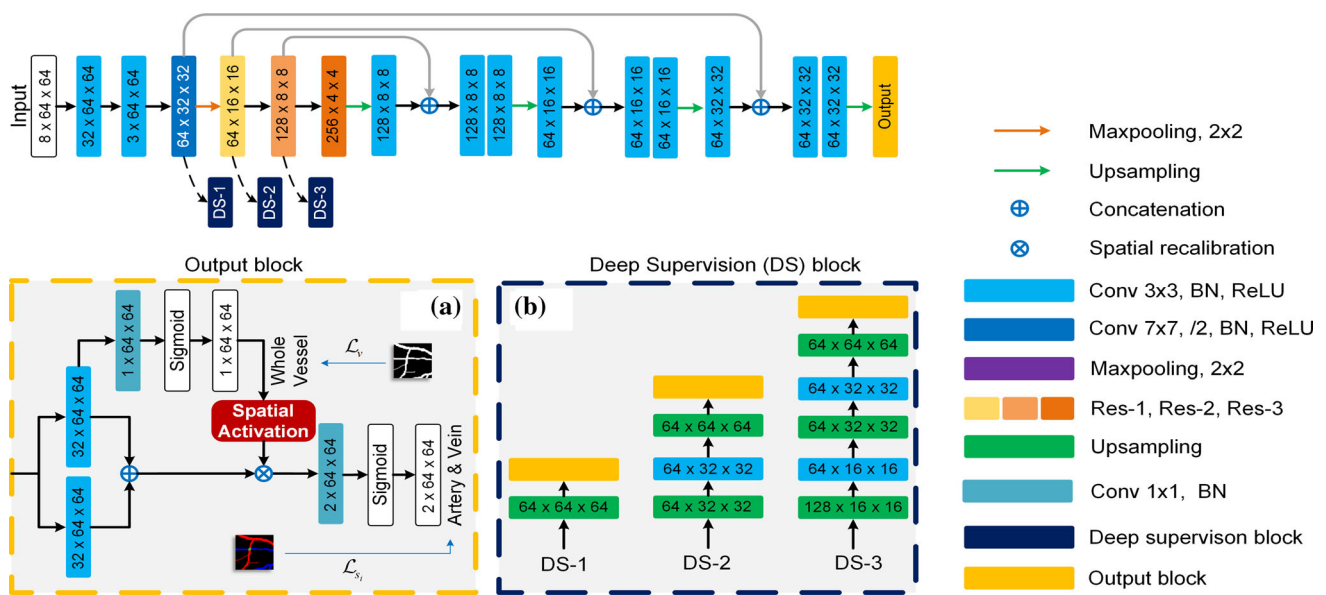 Input
8 x 64 x 64
32 x 64 x 64
3 x 64 x 64
64 x 32 x 32
64 x 16 x 16
128 x 8 x 8
256 x 4 x 4
128 x 8 x 8
128 x 8 x 8
128 x 8 x 8
64 x 16 x 16
64 x 16 x 16
64 x 16 x 16
64 x 32 x 32
64 x 32 x 32
64 x 32 x 32
Output
DS-1
DS-2
DS-3
Output block
(a)
1 x 64 x 64
Sigmoid
1 x 64 x 64
Whole
Vessel
ℒv
32 x 64 x 64
32 x 64 x 64
Spatial
Activation
2 x 64 x 64
Sigmoid
2 x 64 x 64
Artery & Vein
ℒsi
Deep Supervision (DS) block
(b)
64 x 64 x 64
DS-1
64 x 64 x 64
64 x 32 x 32
64 x 32 x 32
DS-2
64 x 64 x 64
64 x 32 x 32
64 x 32 x 32
64 x 16 x 16
128 x 16 x 16
DS-3
Maxpooling, 2x2
Upsampling
Concatenation
Spatial recalibration
Conv 3x3, BN, ReLU
Conv 7x7, /2, BN, ReLU
Maxpooling, 2x2
Res-1, Res-2, Res-3
Upsampling
Conv 1x1, BN
Deep supervison block
Output block